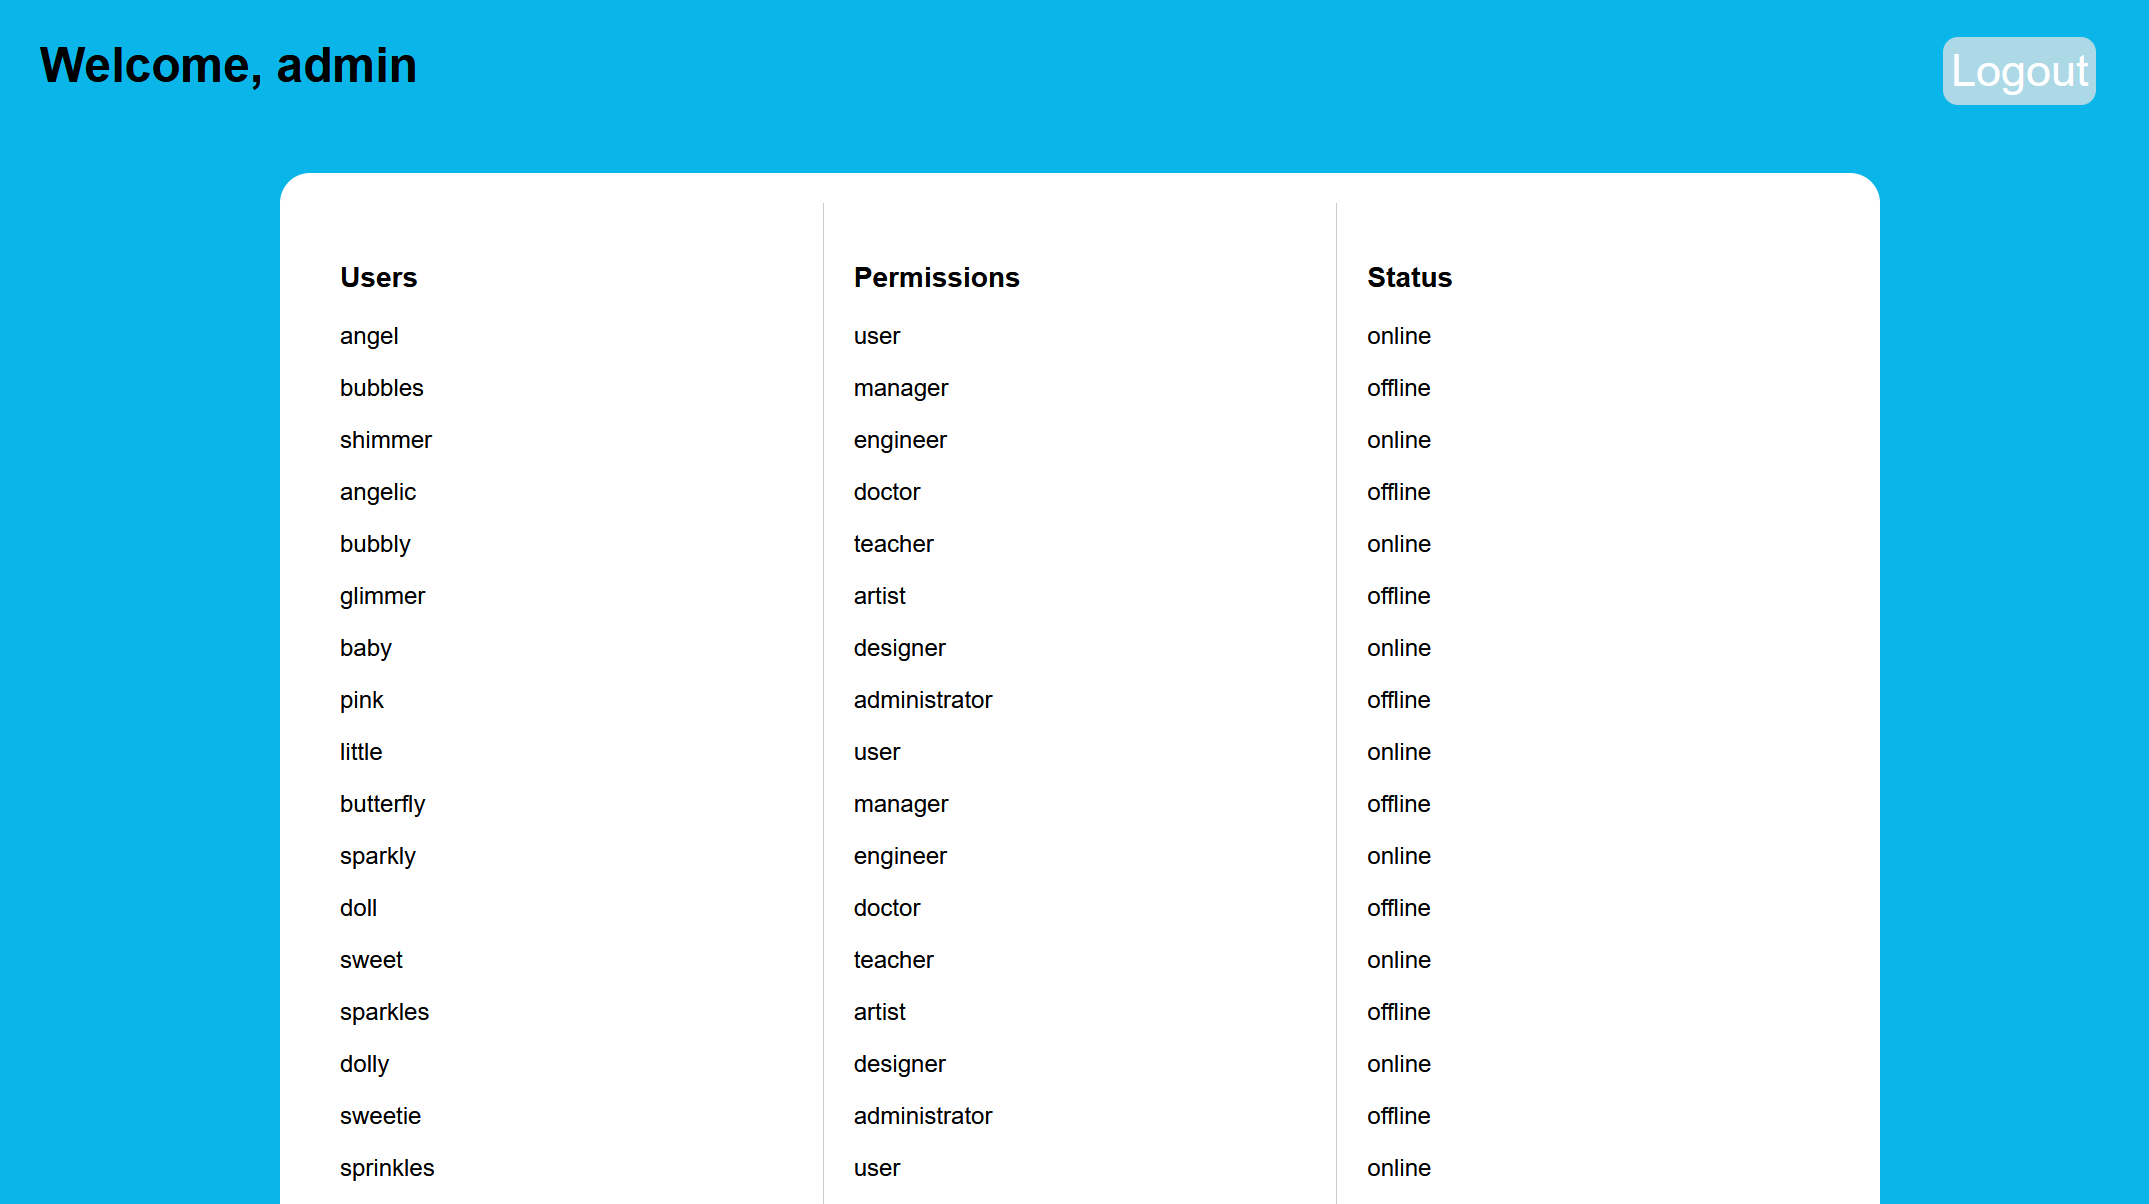 Welcome, admin
Logout
Users Permissions Status
angel user online
bubbles manager offline
shimmer engineer online
angelic doctor offline
bubbly teacher online
glimmer artist offline
baby designer online
pink administrator offline
little user online
butterfly manager offline
sparkly engineer online
doll doctor offline
sweet teacher online
sparkles artist offline
dolly designer online
sweetie administrator offline
sprinkles user online